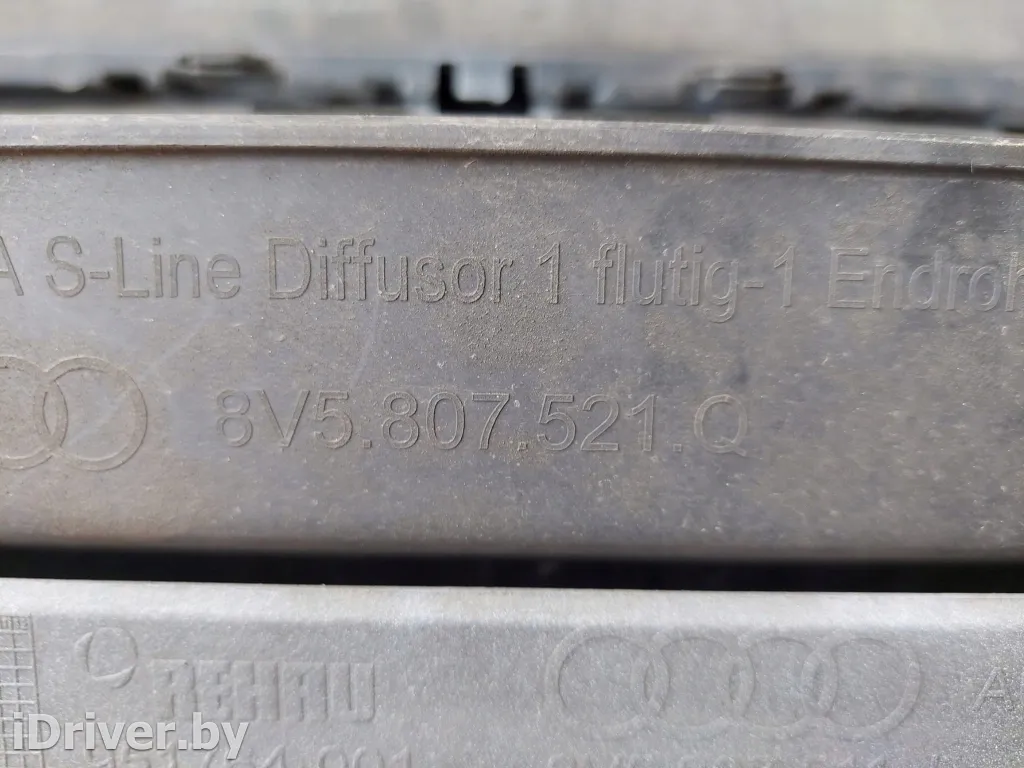 A S-Line Diffusor 1 flutig-1 Endroh
8V5.807.521.Q
REHAU
A
iDriver.by